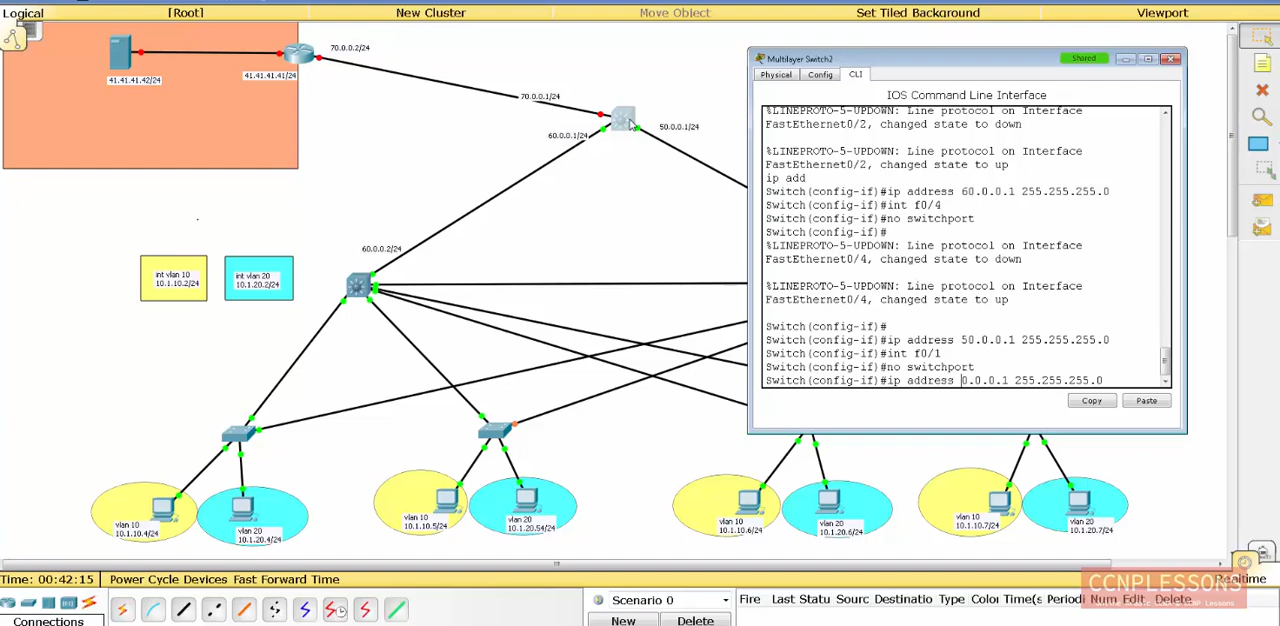 Logical
[Root]
New Cluster
Move Object
Set Tiled Background
Viewport
70.0.0.2/24
41.41.41.42/24
41.41.41.41/24
70.0.0.1/24
60.0.0.1/24
50.0.0.1/24
60.0.0.2/24
int vlan 10
10.1.10.2/24
int vlan 20
10.1.20.2/24
Multilayer Switch2
Shared
Physical
Config
CLI
IOS Command Line Interface
%LINEPROTO-5-UPDOWN: Line protocol on Interface
FastEthernet0/2, changed state to down
%LINEPROTO-5-UPDOWN: Line protocol on Interface
FastEthernet0/2, changed state to up
ip add
Switch(config-if)#ip address 60.0.0.1 255.255.255.0
Switch(config-if)#int f0/4
Switch(config-if)#no switchport
Switch(config-if)#
%LINEPROTO-5-UPDOWN: Line protocol on Interface
FastEthernet0/4, changed state to down
%LINEPROTO-5-UPDOWN: Line protocol on Interface
FastEthernet0/4, changed state to up
Switch(config-if)#
Switch(config-if)#ip address 50.0.0.1 255.255.255.0
Switch(config-if)#int f0/1
Switch(config-if)#no switchport
Switch(config-if)#ip address 0.0.0.1 255.255.255.0
Copy
Paste
vlan 10
10.1.10.4/24
vlan 20
10.1.20.4/24
vlan 10
10.1.10.5/24
vlan 20
10.1.20.54/24
vlan 10
10.1.10.6/24
vlan 20
10.1.20.6/24
vlan 10
10.1.10.7/24
vlan 20
10.1.20.7/24
Time: 00:42:15
Power Cycle Devices Fast Forward Time
Realtime
CCNPLESSONS
Connections
Scenario 0
New
Delete
Fire
Last Statu
Sourc
Destinatio
Type
Colo
Time(s
Periodi
Num
Edit
Delete